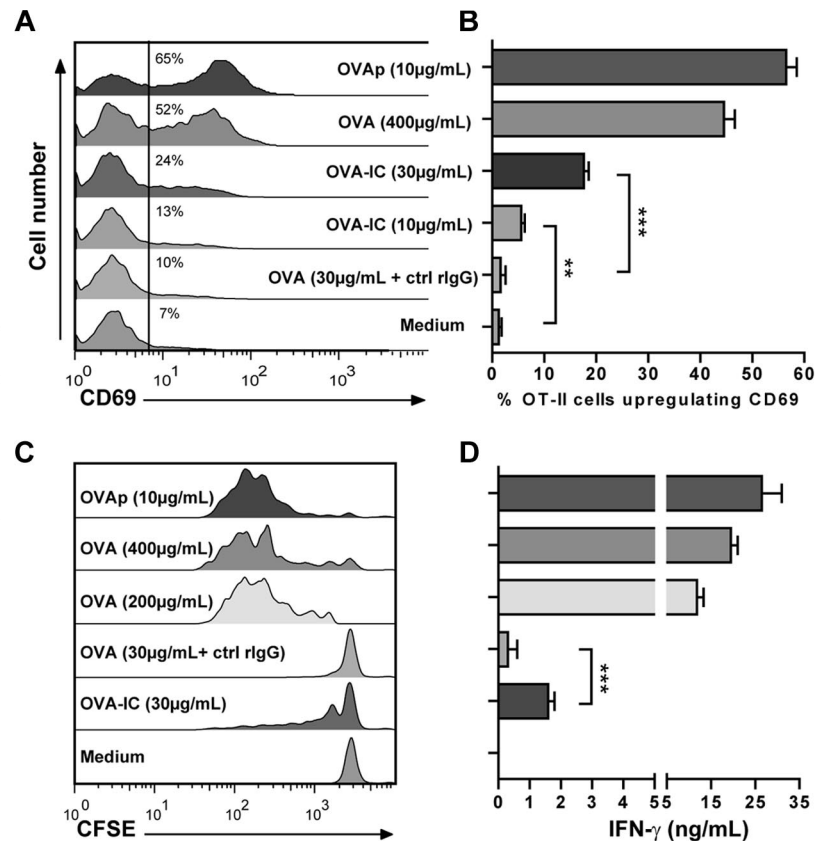 A
Cell number
65%
OVAp (10µg/mL)
52%
OVA (400µg/mL)
24%
OVA-IC (30µg/mL)
13%
OVA-IC (10µg/mL)
10%
OVA (30µg/mL + ctrl rIgG)
7%
Medium
10⁰ 10¹ 10² 10³
CD69
B
***
**
0 10 20 30 40 50 60
% OT-II cells upregulating CD69
C
OVAp (10µg/mL)
OVA (400µg/mL)
OVA (200µg/mL)
OVA (30µg/mL+ ctrl rIgG)
OVA-IC (30µg/mL)
Medium
10⁰ 10¹ 10² 10³
CFSE
D
***
0 1 2 3 4 5 5 15 25 35
IFN-γ (ng/mL)